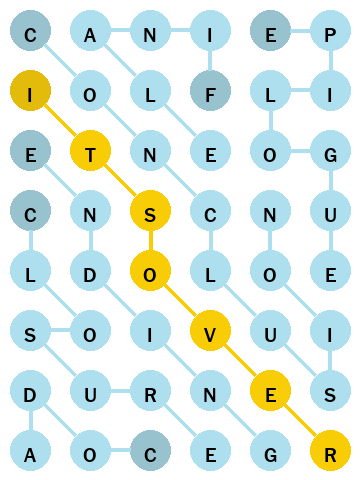 C A N I E P
I O L F L I
E T N E O G
C N S C N U
L D O L O E
S O I V U I
D U R N E S
A O C E G R